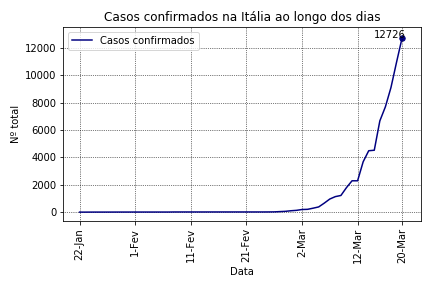 Casos confirmados na Itália ao longo dos dias
Casos confirmados
12726
12000
10000
8000
6000
4000
2000
0
Nº total
22-Jan
1-Fev
11-Fev
21-Fev
2-Mar
12-Mar
20-Mar
Data